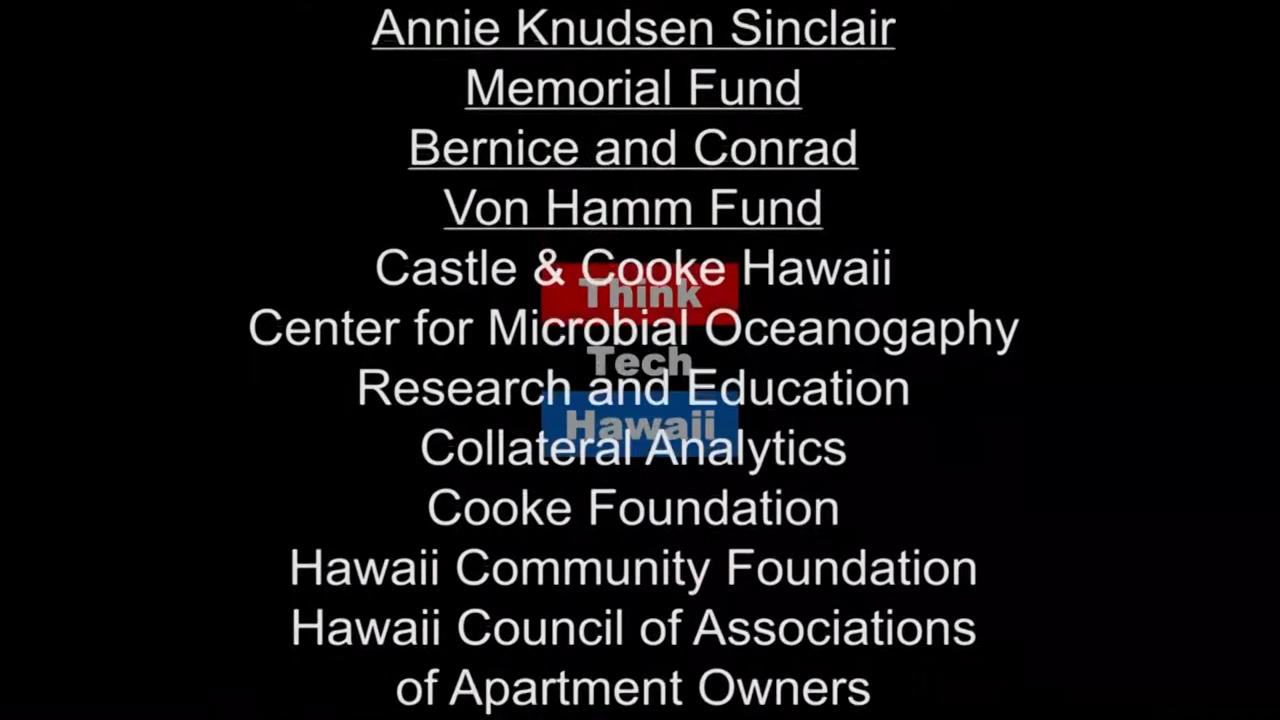 Annie Knudsen Sinclair
Memorial Fund
Bernice and Conrad
Von Hamm Fund
Castle & Cooke Hawaii
Think
Center for Microbial Oceanogaphy
Tech
Research and Education
Hawaii
Collateral Analytics
Cooke Foundation
Hawaii Community Foundation
Hawaii Council of Associations
of Apartment Owners